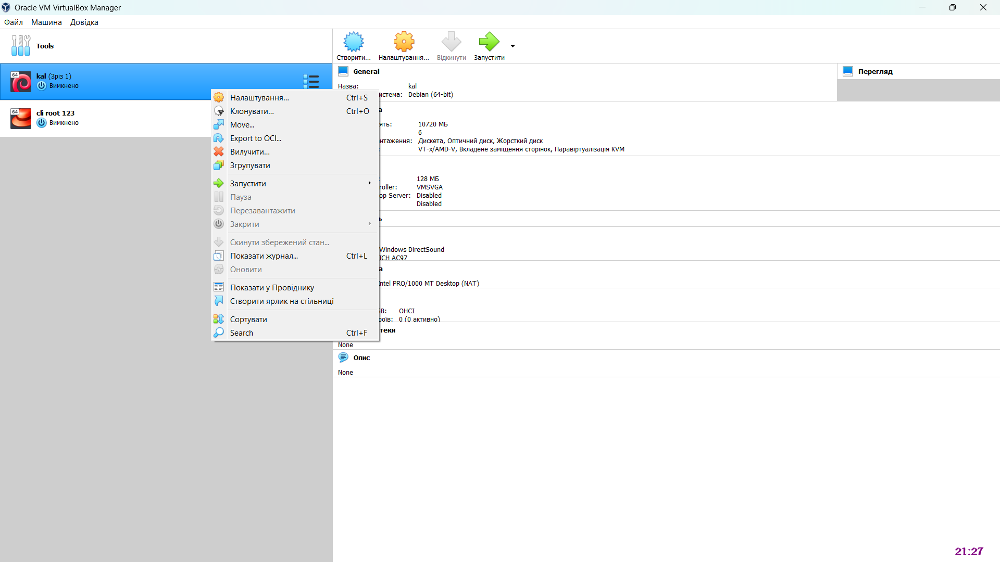 Oracle VM VirtualBox Manager
Файл Машина Довідка
Tools
64
kal (Зріз 1)
Вимкнено
64
cli root 123
Вимкнено
Створити... Налаштування... Відкинути Запустити
General
Назва: kal
истема: Debian (64-bit)
Перегляд
Налаштування... Ctrl+S
Клонувати... Ctrl+O
Move...
Export to OCI...
Вилучити...
Згрупувати
Запустити
Пауза
Перезавантажити
Закрити
Скинути збережений стан...
Показати журнал... Ctrl+L
Оновити
Показати у Провіднику
Створити ярлик на стільниці
Сортувати
Search Ctrl+F
а
ять: 10720 МБ
6
нтаження: Дискета, Оптичний диск, Жорсткий диск
VT-x/AMD-V, Вкладене заміщення сторінок, Паравіртуалізація KVM
128 МБ
roller: VMSVGA
op Server: Disabled
Disabled
ь
Windows DirectSound
ICH AC97
а
Intel PRO/1000 MT Desktop (NAT)
SB: OHCI
роїв: 0 (0 активно)
теки
None
Опис
None
21:27